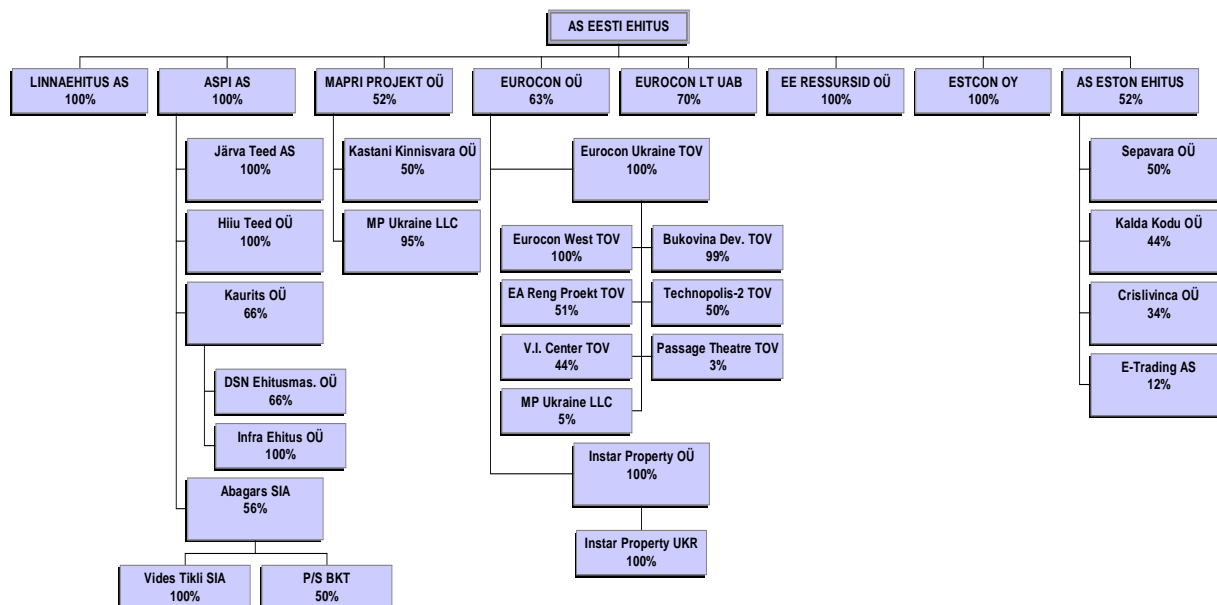 AS EESTI EHITUS
LINNAEHITUS AS
100%
ASPI AS
100%
MAPRI PROJEKT OÜ
52%
EUROCON OÜ
63%
EUROCON LT UAB
70%
EE RESSURSID OÜ
100%
ESTCON OY
100%
AS ESTON EHITUS
52%
Järva Teed AS
100%
Hiiu Teed OÜ
100%
Kaurits OÜ
66%
DSN Ehitusmas. OÜ
66%
Infra Ehitus OÜ
100%
Abagars SIA
56%
Vides Tikli SIA
100%
P/S BKT
50%
Kastani Kinnisvara OÜ
50%
MP Ukraine LLC
95%
Eurocon Ukraine TOV
100%
Eurocon West TOV
100%
Bukovina Dev. TOV
99%
EA Reng Proekt TOV
51%
Technopolis-2 TOV
50%
V.I. Center TOV
44%
Passage Theatre TOV
3%
MP Ukraine LLC
5%
Instar Property OÜ
100%
Instar Property UKR
100%
Sepavara OÜ
50%
Kalda Kodu OÜ
44%
Crislivinca OÜ
34%
E-Trading AS
12%